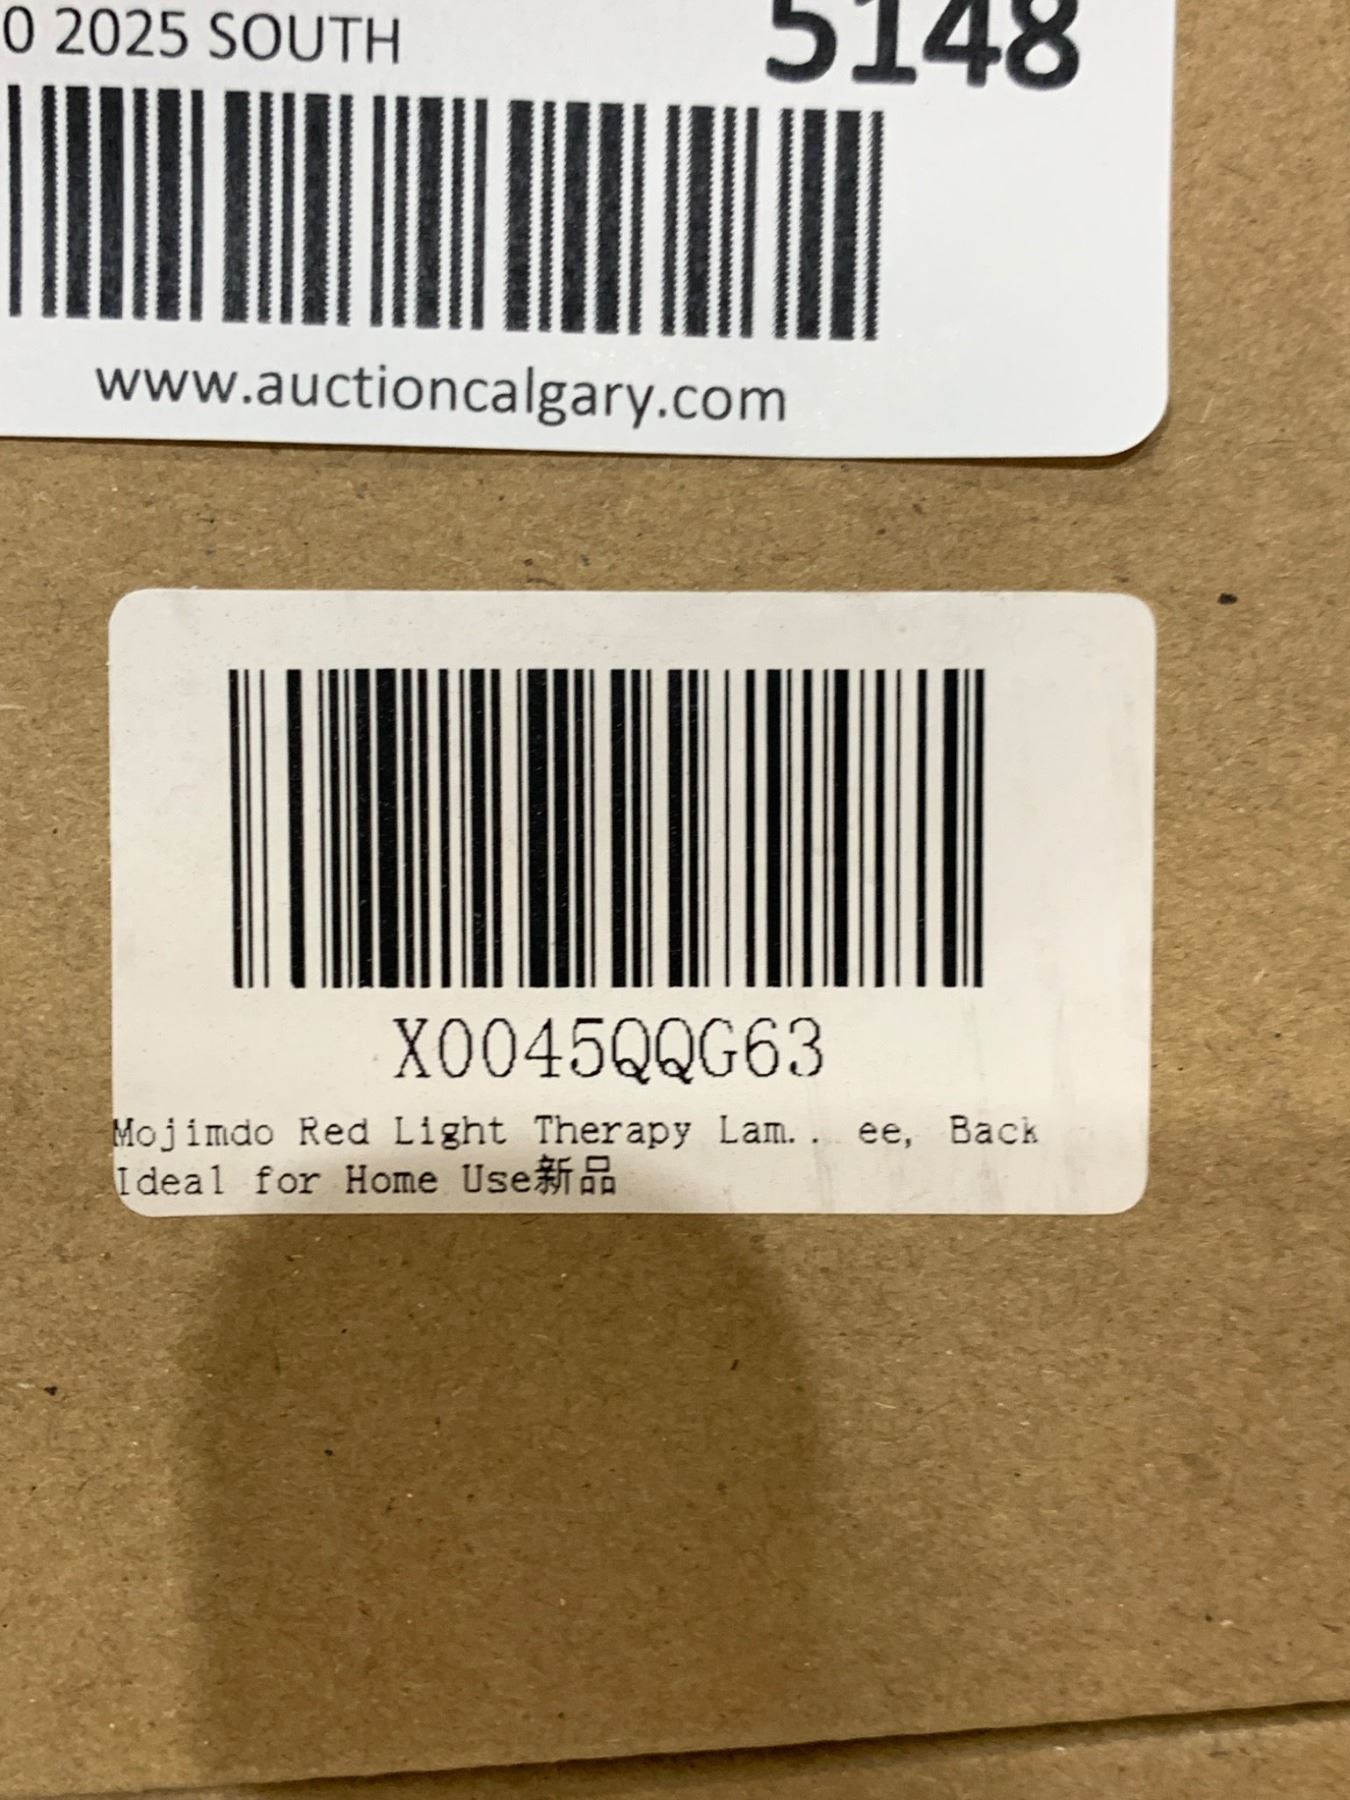 0 2025 SOUTH
5148
www.auctioncalgary.com
X0045QQG63
Mojimdo Red Light Therapy Lam.. ee, Back
Ideal for Home Use新品